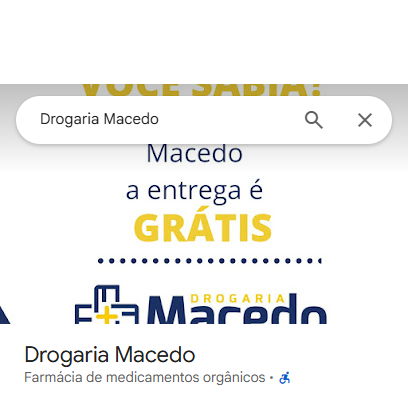 VOCÊ SABIA?
Drogaria Macedo
Macedo
a entrega é
GRÁTIS
DROGARIA
Macedo
Drogaria Macedo
Farmácia de medicamentos orgânicos •